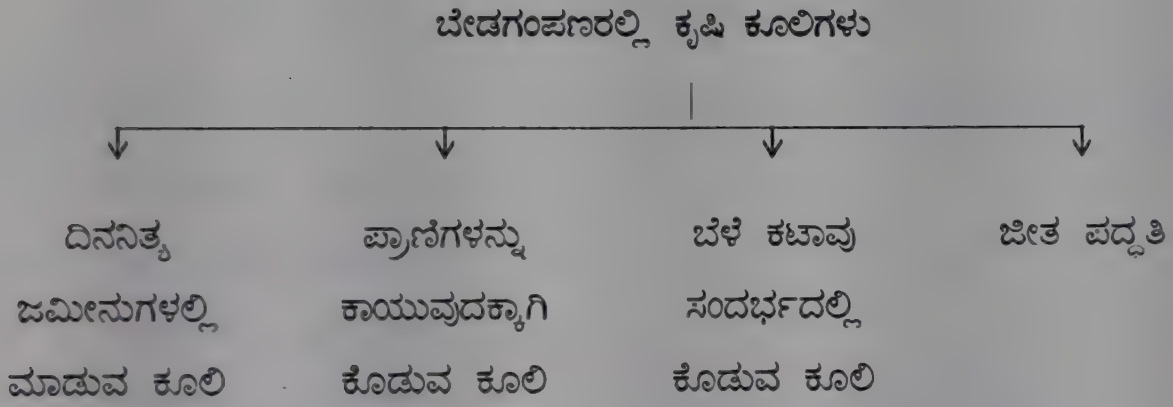 ಬೇಡಗಂಪಣರಲ್ಲಿ ಕೃಷಿ ಕೂಲಿಗಳು
ದಿನನಿತ್ಯ
ಜಮೀನುಗಳಲ್ಲಿ
ಮಾಡುವ ಕೂಲಿ
ಪ್ರಾಣಿಗಳನ್ನು
ಕಾಯುವುದಕ್ಕಾಗಿ
ಕೊಡುವ ಕೂಲಿ
ಬೆಳೆ ಕಟಾವು
ಸಂದರ್ಭದಲ್ಲಿ
ಕೊಡುವ ಕೂಲಿ
ಜೀತ ಪದ್ಧತಿ